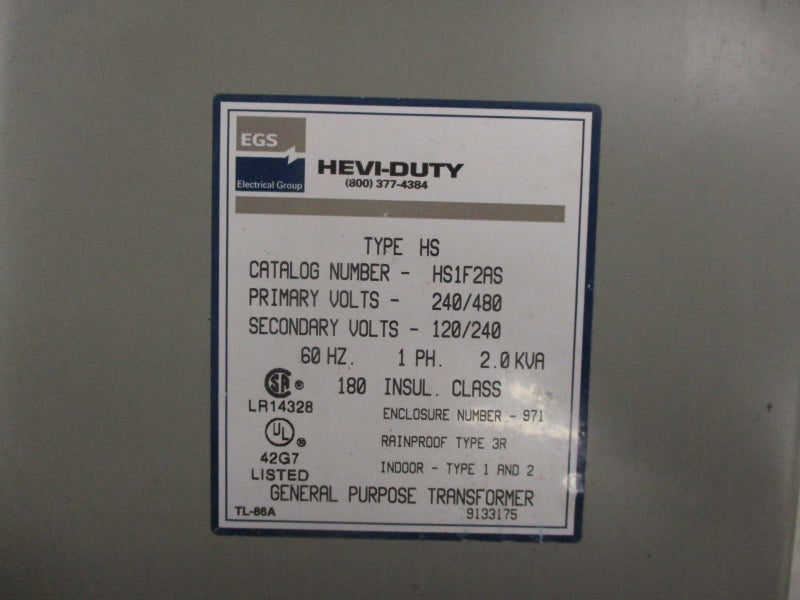 EGS
Electrical Group
HEVI-DUTY
(800) 377-4384
TYPE HS
CATALOG NUMBER - HS1F2AS
PRIMARY VOLTS - 240/480
SECONDARY VOLTS - 120/240
60 HZ. 1 PH. 2.0 KVA
SA ® 180 INSUL. CLASS
LR14328
ENCLOSURE NUMBER - 971
UL ®
RAINPROOF TYPE 3R
42G7
LISTED
INDOOR - TYPE 1 AND 2
GENERAL PURPOSE TRANSFORMER
TL-86A
9133175